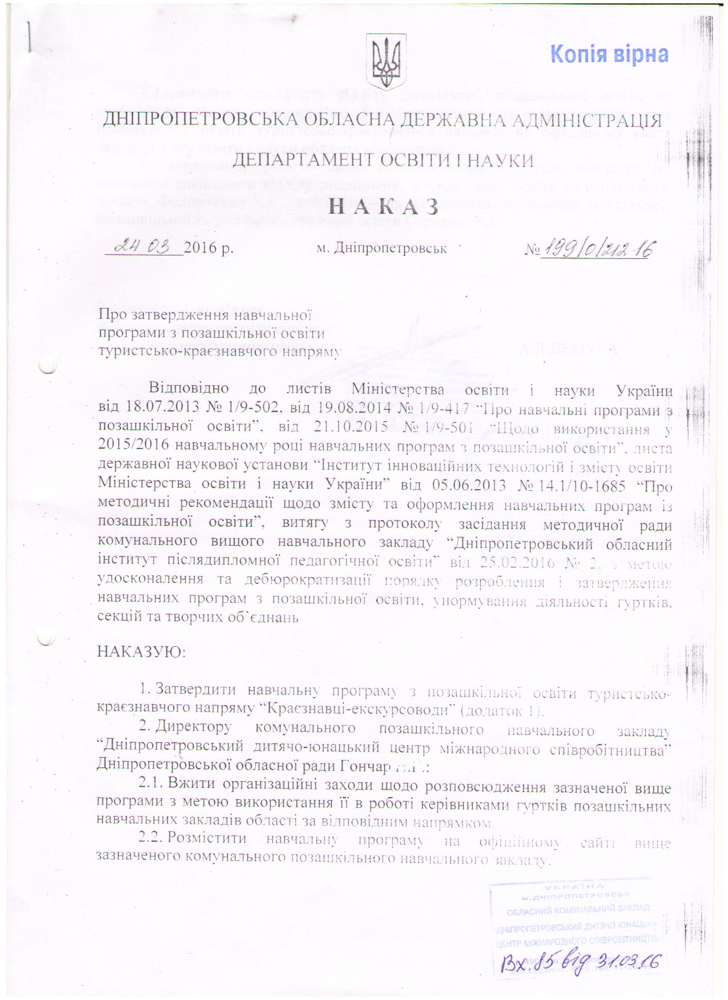 Копія вірна
ДНІПРОПЕТРОВСЬКА ОБЛАСНА ДЕРЖАВНА АДМІНІСТРАЦІЯ
ДЕПАРТАМЕНТ ОСВІТИ І НАУКИ
Н А К А З
24 03 2016 р. м. Дніпропетровськ № 199/0/212-16
Про затвердження навчальної
програми з позашкільної освіти
туристсько-краєзнавчого напряму
Відповідно до листів Міністерства освіти і науки України
від 18.07.2013 № 1/9-502, від 19.08.2014 № 1/9-417 “Про навчальні програми з
позашкільної освіти”, від 21.10.2015 № 1/9-501 “Щодо використання у
2015/2016 навчальному році навчальних програм з позашкільної освіти”, листа
державної наукової установи “Інститут інноваційних технологій і змісту освіти
Міністерства освіти і науки України” від 05.06.2013 № 14.1/10-1685 “Про
методичні рекомендації щодо змісту та оформлення навчальних програм із
позашкільної освіти”, витягу з протоколу засідання методичної ради
комунального вищого навчального закладу “Дніпропетровський обласний
інститут післядипломної педагогічної освіти” від 25.02.2016 № 2, з метою
удосконалення та дебюрократизації порядку розроблення і затвердження
навчальних програм з позашкільної освіти, унормування діяльності гуртків,
секцій та творчих об`єднань
НАКАЗУЮ:
1. Затвердити навчальну програму з позашкільної освіти туристсько-
краєзнавчого напряму “Краєзнавці-екскурсоводи” (додаток 1).
2. Директору комунального позашкільного навчального закладу
“Дніпропетровський дитячо-юнацький центр міжнародного співробітництва”
Дніпропетровської обласної ради Гончар
2.1. Вжити організаційні заходи щодо розповсюдження зазначеної вище
програми з метою використання її в роботі керівниками гуртків позашкільних
навчальних закладів області за відповідним напрямком.
2.2. Розмістити навчальну програму на офіційному сайті вище
зазначеного комунального позашкільного навчального закладу.
УКРАЇНА
м.ДНІПРОПЕТРОВСЬК
ОБЛАСНИЙ КОМУНАЛЬНИЙ ЗАКЛАД
"ДНІПРОПЕТРОВСЬКИЙ ДИТЯЧО-ЮНАЦЬКИ
ЦЕНТР МІЖНАРОДНОГО СПІВРОБІТНИЦТВА
Вх. 85 від 31.03.16